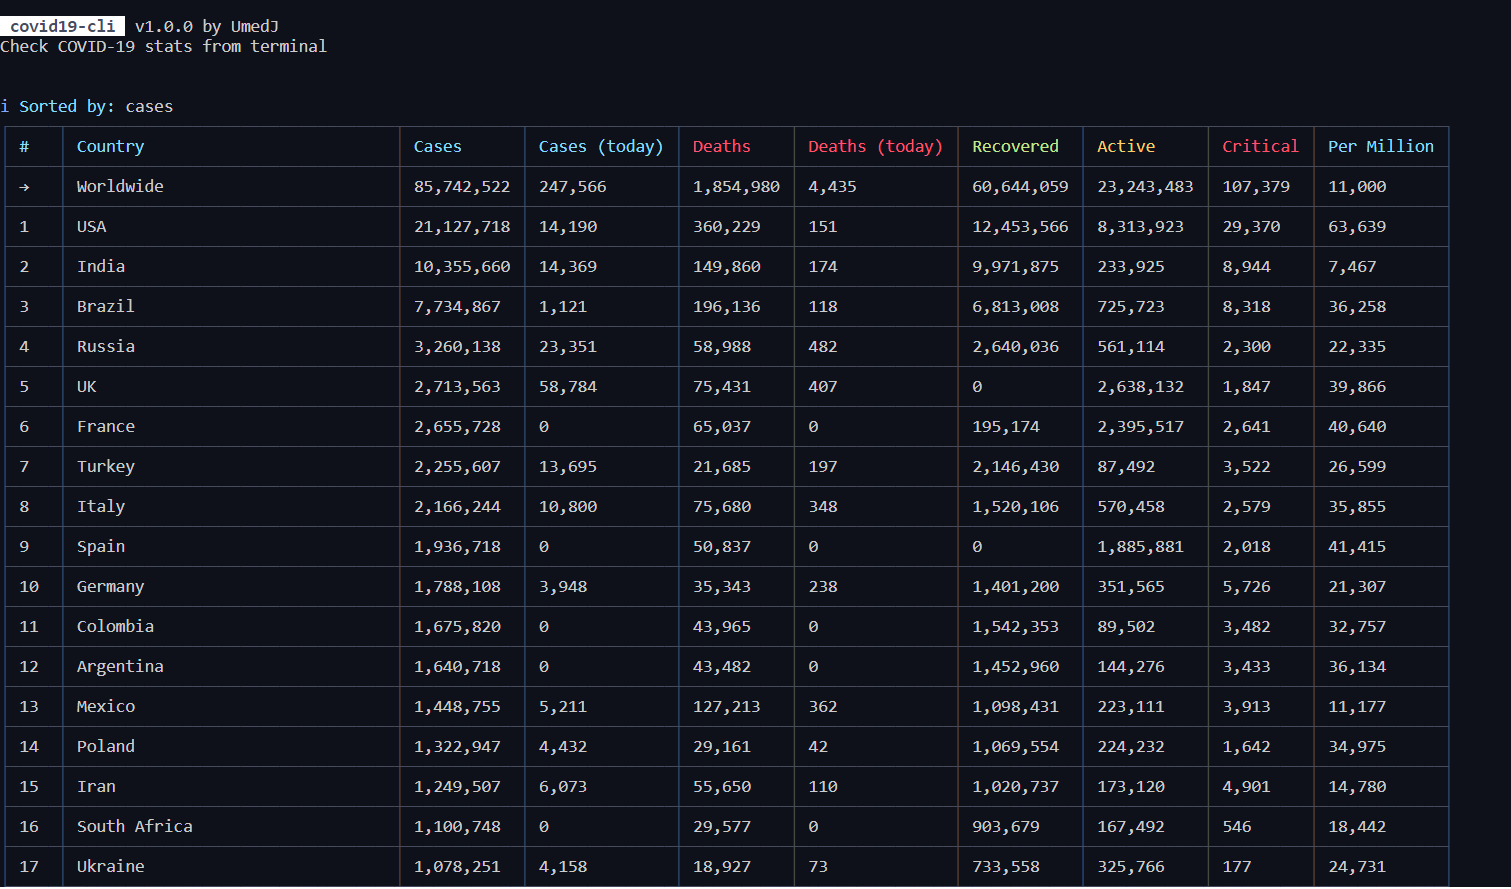 covid19-cli v1.0.0 by UmedJ
Check COVID-19 stats from terminal
i Sorted by: cases
# Country Cases Cases (today) Deaths Deaths (today) Recovered Active Critical Per Million
→ Worldwide 85,742,522 247,566 1,854,980 4,435 60,644,059 23,243,483 107,379 11,000
1 USA 21,127,718 14,190 360,229 151 12,453,566 8,313,923 29,370 63,639
2 India 10,355,660 14,369 149,860 174 9,971,875 233,925 8,944 7,467
3 Brazil 7,734,867 1,121 196,136 118 6,813,008 725,723 8,318 36,258
4 Russia 3,260,138 23,351 58,988 482 2,640,036 561,114 2,300 22,335
5 UK 2,713,563 58,784 75,431 407 0 2,638,132 1,847 39,866
6 France 2,655,728 0 65,037 0 195,174 2,395,517 2,641 40,640
7 Turkey 2,255,607 13,695 21,685 197 2,146,430 87,492 3,522 26,599
8 Italy 2,166,244 10,800 75,680 348 1,520,106 570,458 2,579 35,855
9 Spain 1,936,718 0 50,837 0 0 1,885,881 2,018 41,415
10 Germany 1,788,108 3,948 35,343 238 1,401,200 351,565 5,726 21,307
11 Colombia 1,675,820 0 43,965 0 1,542,353 89,502 3,482 32,757
12 Argentina 1,640,718 0 43,482 0 1,452,960 144,276 3,433 36,134
13 Mexico 1,448,755 5,211 127,213 362 1,098,431 223,111 3,913 11,177
14 Poland 1,322,947 4,432 29,161 42 1,069,554 224,232 1,642 34,975
15 Iran 1,249,507 6,073 55,650 110 1,020,737 173,120 4,901 14,780
16 South Africa 1,100,748 0 29,577 0 903,679 167,492 546 18,442
17 Ukraine 1,078,251 4,158 18,927 73 733,558 325,766 177 24,731